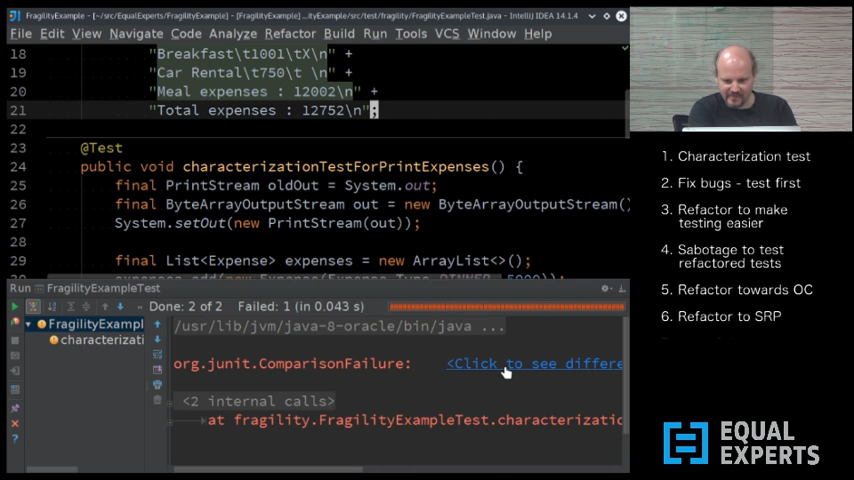 FragilityExample - [~/src/EqualExperts/FragilityExample] - [FragilityExample] - [...ityExample/src/test/fragility/FragilityExampleTest.java - IntelliJ IDEA 14.1.4
File Edit View Navigate Code Analyze Refactor Build Run Tools VCS Window Help
18 "Breakfast\t1001\tX\n" +
19 "Car Rental\t750\t \n" +
20 "Meal expenses : 12002\n" +
21 "Total expenses : 12752\n";
22
23 @Test
24 public void characterizationTestForPrintExpenses() {
25 final PrintStream oldOut = System.out;
26 final ByteArrayOutputStream out = new ByteArrayOutputStream()
27 System.setOut(new PrintStream(out));
28
29 final List<Expense> expenses = new ArrayList<>();
Run FragilityExampleTest
Done: 2 of 2 Failed: 1 (in 0.043 s)
FragilityExampl
characterizati
/usr/lib/jvm/java-8-oracle/bin/java ...
org.junit.ComparisonFailure: <Click to see differe
<2 internal calls>
at fragility.FragilityExampleTest.characterizatio
1. Characterization test
2. Fix bugs - test first
3. Refactor to make
testing easier
4. Sabotage to test
refactored tests
5. Refactor towards OC
6. Refactor to SRP
EQUAL
EXPERTS